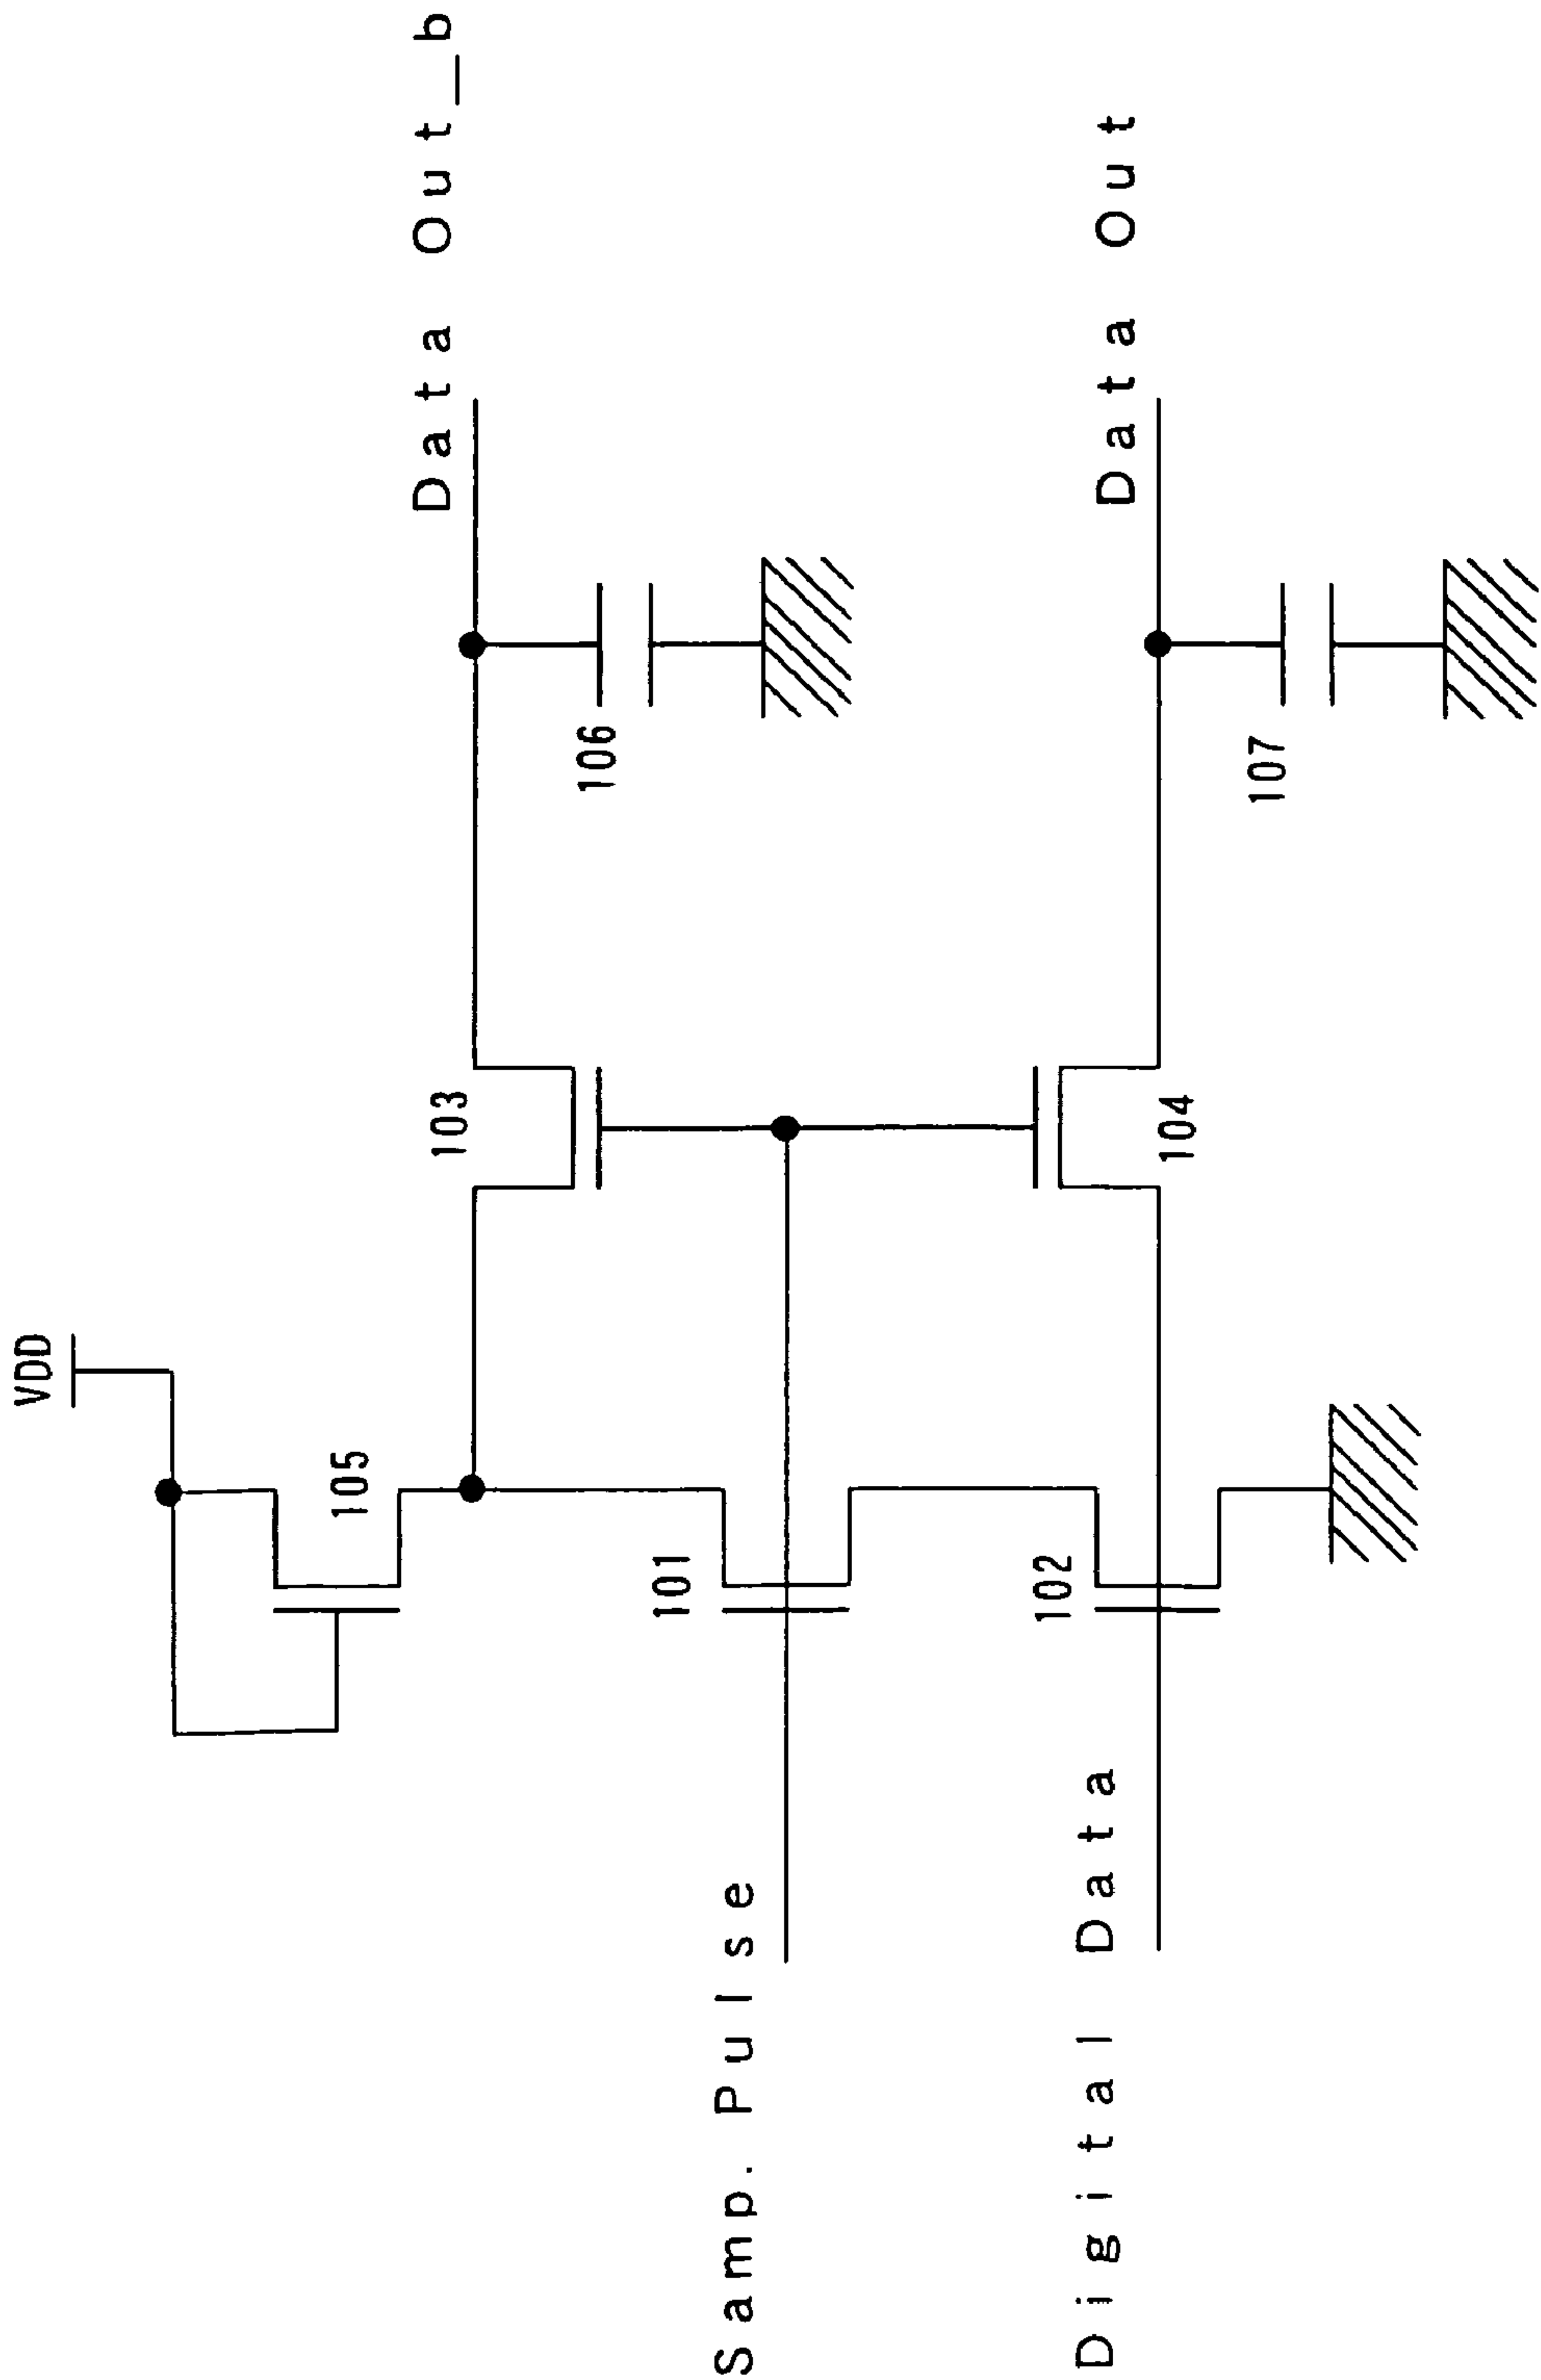 VDD
105
Data Out_b
103
106
101
Samp. Pulse
102
104
107
Digital Data
Data Out